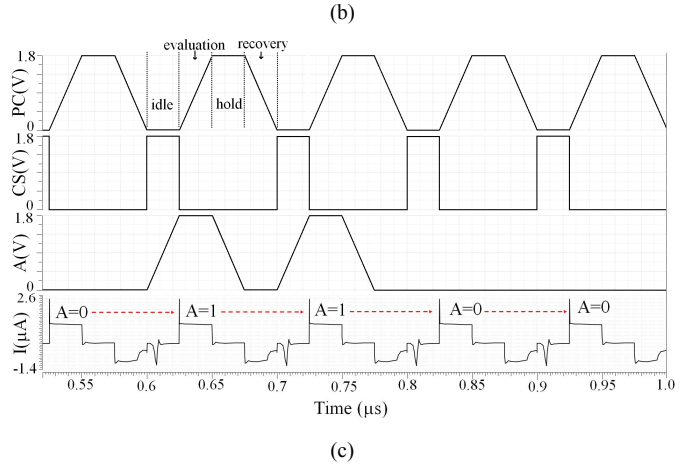 (b)
evaluation recovery
1.8
PC(V)
idle hold
0
1.8
CS(V)
0
1.8
A(V)
0
2.6
A=0 A=1 A=1 A=0 A=0
I(μA)
-1.4
0.55 0.6 0.65 0.7 0.75 0.8 0.85 0.9 0.95 1.0
Time (μs)
(c)